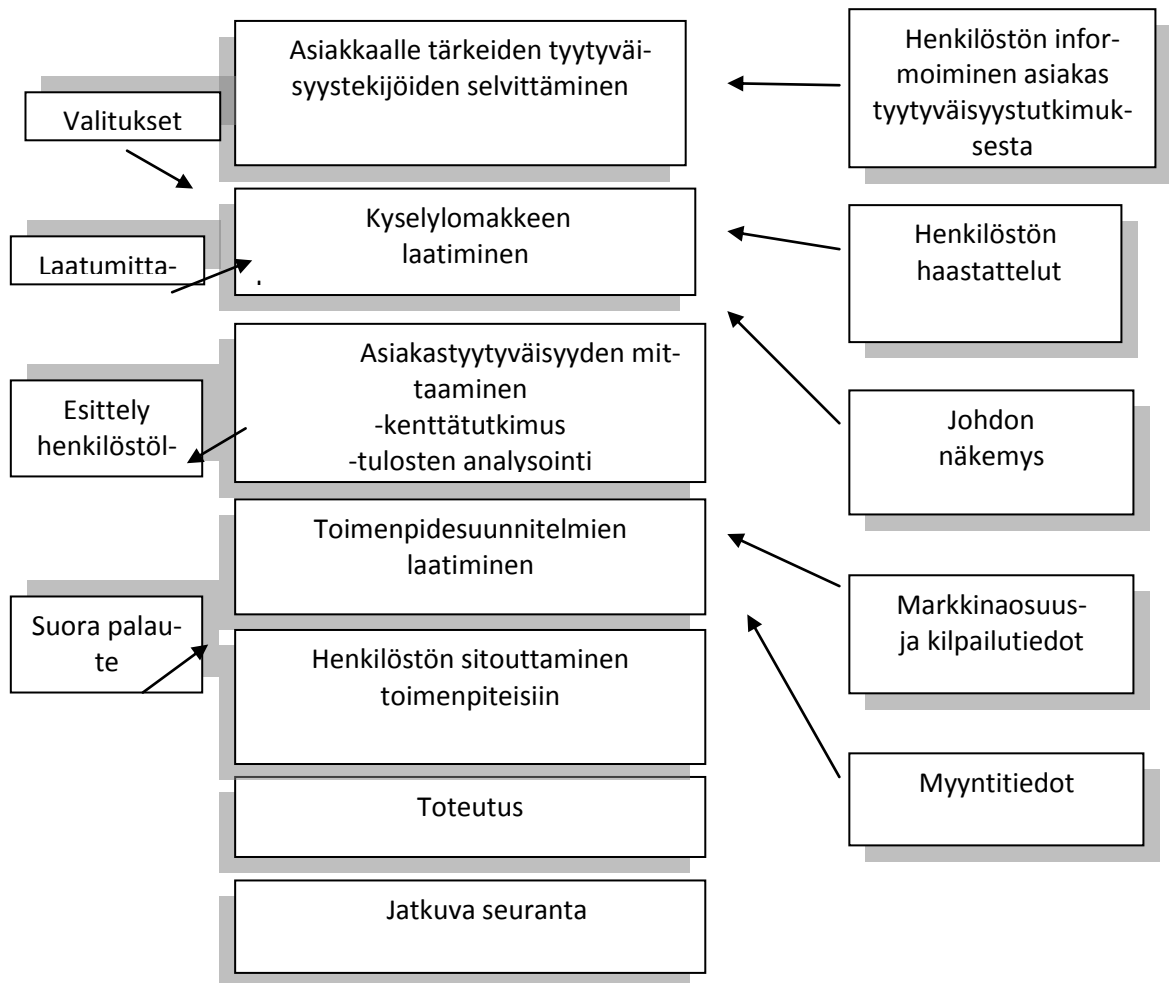 Asiakkaalle tärkeiden tyytyväi-
syystekijöiden selvittäminen
Henkilöstön infor-
moiminen asiakas
tyytyväisyystutkimuk-
sesta
Valitukset
Kyselylomakkeen
laatiminen
Henkilöstön
haastattelut
Laatumitta-
Asiakastyytyväisyyden mit-
taaminen
-kenttätutkimus
-tulosten analysointi
Esittely
henkilöstöl-
Johdon
näkemys
Toimenpidesuunnitelmien
laatiminen
Markkinaosuus-
ja kilpailutiedot
Suora palau-
te
Henkilöstön sitouttaminen
toimenpiteisiin
Myyntitiedot
Toteutus
Jatkuva seuranta